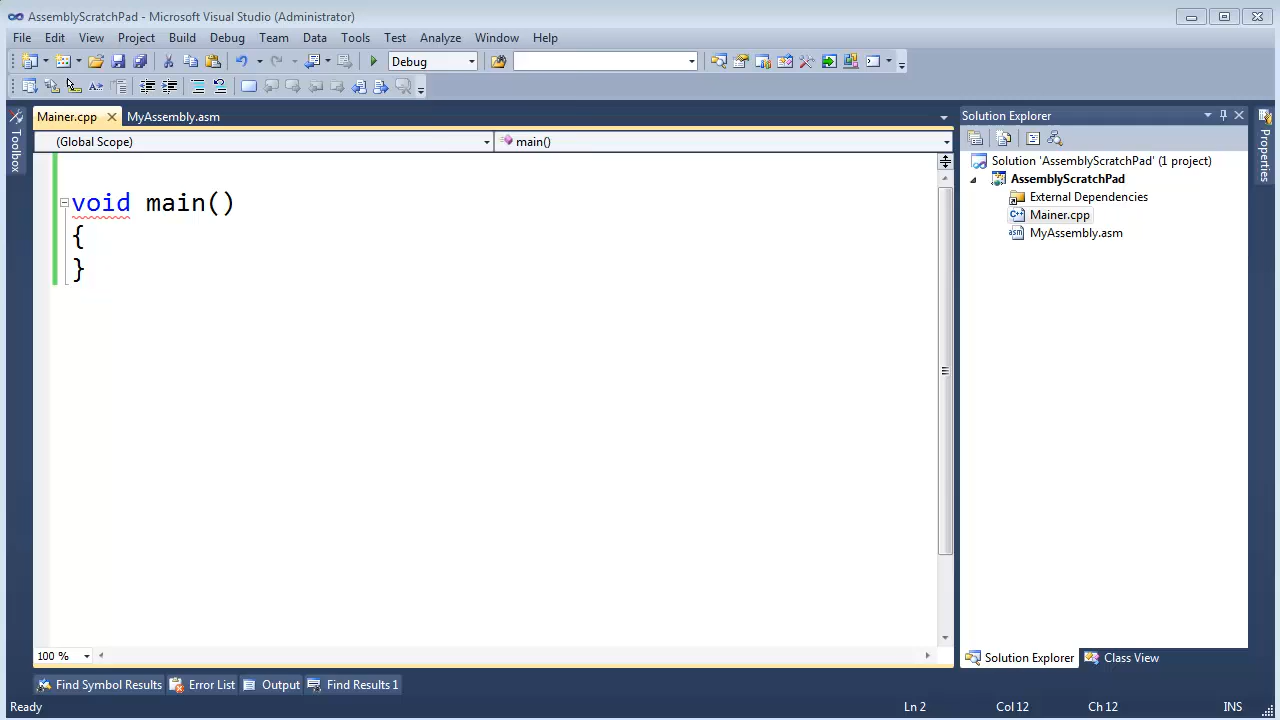 AssemblyScratchPad - Microsoft Visual Studio (Administrator)
File Edit View Project Build Debug Team Data Tools Test Analyze Window Help
Debug
Mainer.cpp MyAssembly.asm
(Global Scope) main()
void main()
{
}
100 %
Toolbox
Solution Explorer
Solution 'AssemblyScratchPad' (1 project)
AssemblyScratchPad
External Dependencies
Mainer.cpp
MyAssembly.asm
Solution Explorer Class View
Properties
Find Symbol Results Error List Output Find Results 1
Ready Ln 2 Col 12 Ch 12 INS